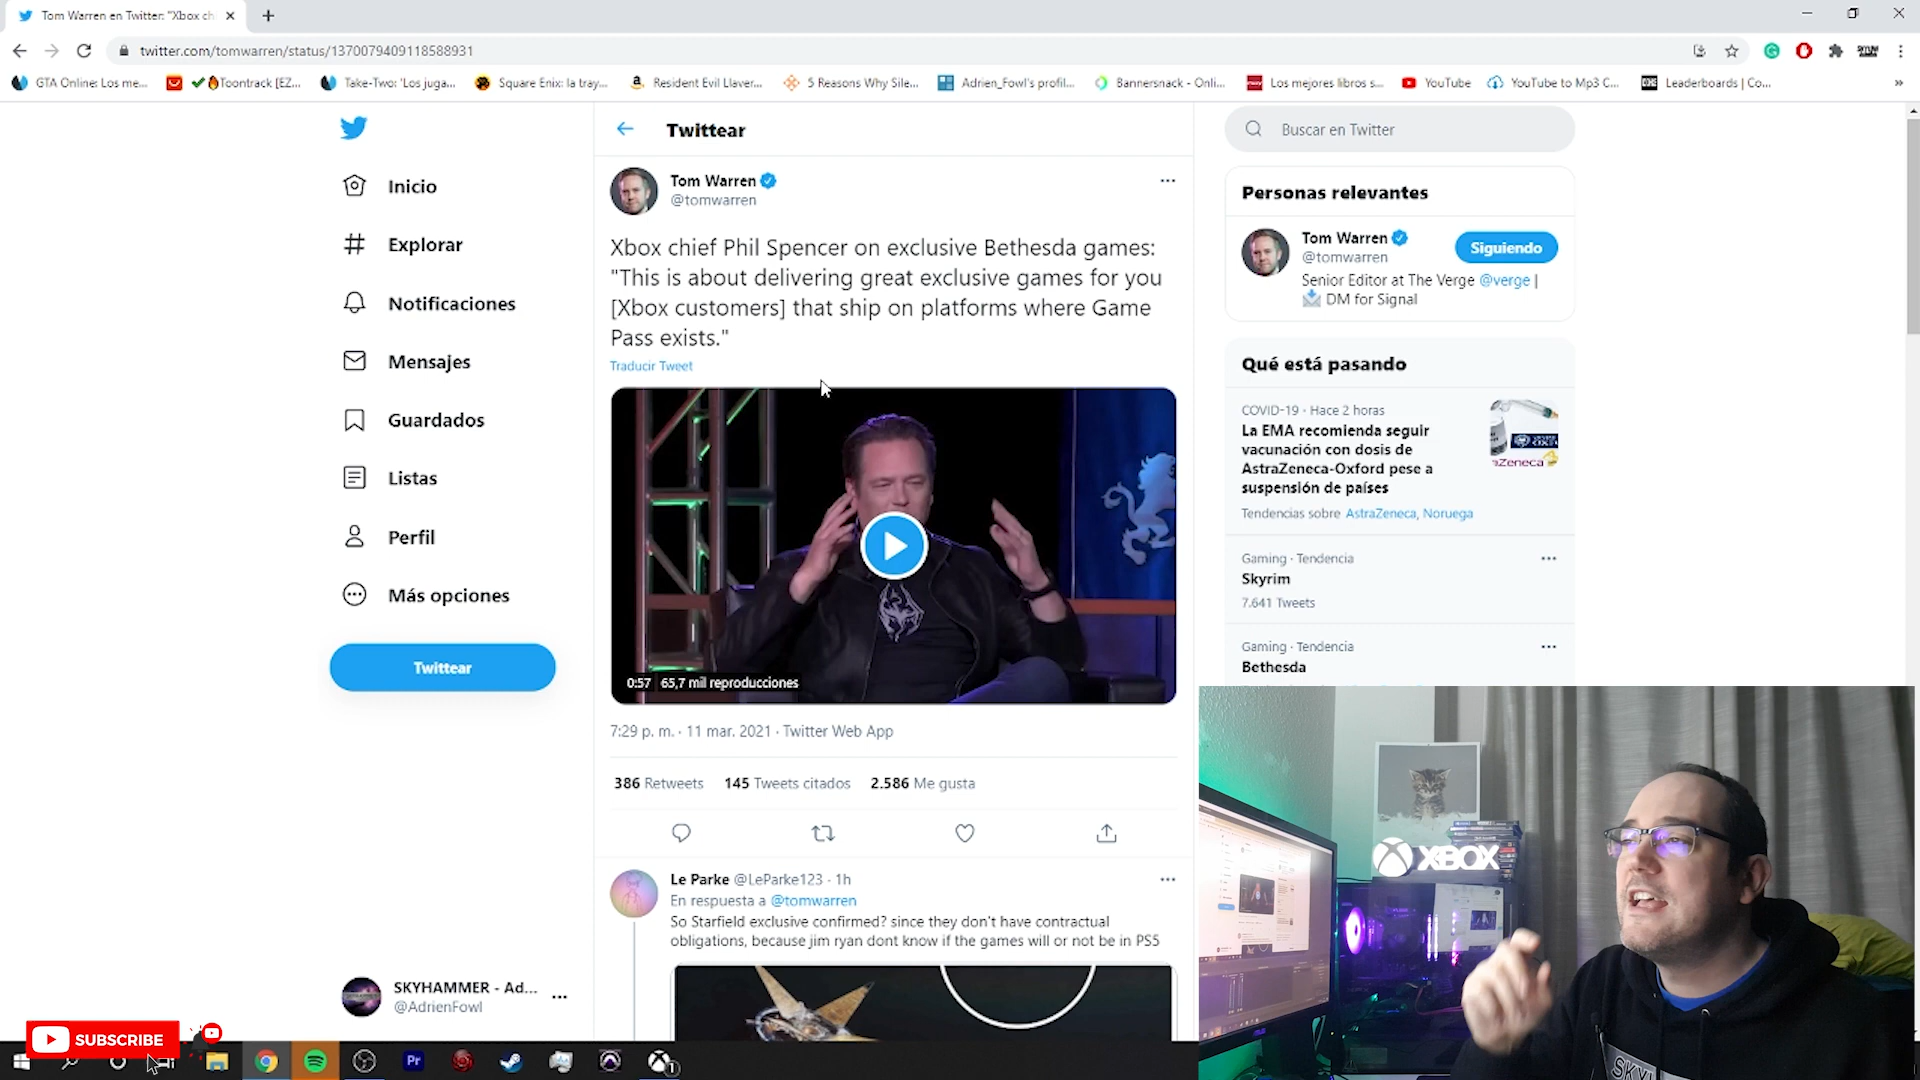 Tom Warren en Twitter: "Xbox ch
twitter.com/tomwarren/status/1370079409118588931
GTA Online: Los me...
Toontrack [EZ...
Take-Two: 'Los juga...
Square Enix: la tray...
Resident Evil Llaver...
5 Reasons Why Sile...
Adrien_Fowl's profil...
Bannersnack - Onli...
Los mejores libros s...
YouTube
YouTube to Mp3 C...
Leaderboards | Co...
»
Twittear
Buscar en Twitter
Inicio
Explorar
Notificaciones
Mensajes
Guardados
Listas
Perfil
Más opciones
Twittear
SKYHAMMER - Ad...
@AdrienFowl
Tom Warren
@tomwarren
Xbox chief Phil Spencer on exclusive Bethesda games:
"This is about delivering great exclusive games for you
[Xbox customers] that ship on platforms where Game
Pass exists."
Traducir Tweet
0:57 65,7 mil reproducciones
7:29 p. m. · 11 mar. 2021 · Twitter Web App
386 Retweets 145 Tweets citados 2.586 Me gusta
Le Parke @LeParke123 · 1h
En respuesta a @tomwarren
So Starfield exclusive confirmed? since they don't have contractual
obligations, because jim ryan dont know if the games will or not be in PS5
Personas relevantes
Tom Warren
@tomwarren
Siguiendo
Senior Editor at The Verge @verge |
DM for Signal
Qué está pasando
COVID-19 · Hace 2 horas
La EMA recomienda seguir
vacunación con dosis de
AstraZeneca-Oxford pese a
suspensión de países
Tendencias sobre AstraZeneca, Noruega
Gaming · Tendencia
Skyrim
7.641 Tweets
Gaming · Tendencia
Bethesda
XBOX
SUBSCRIBE
Pr
1